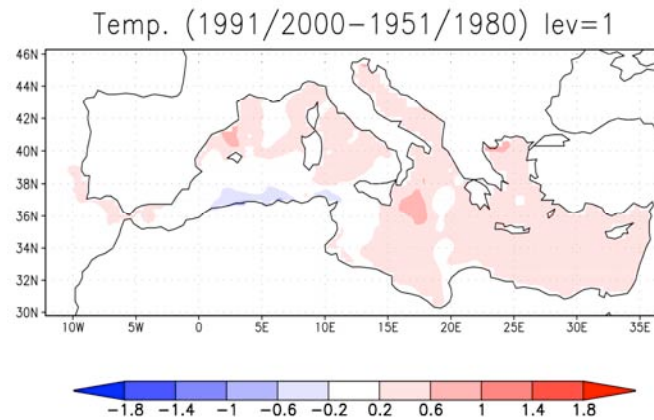 Temp. (1991/2000-1951/1980) lev=1
46N
44N
42N
40N
38N
36N
34N
32N
30N
10W 5W 0 5E 10E 15E 20E 25E 30E 35E
-1.8 -1.4 -1 -0.6 -0.2 0.2 0.6 1 1.4 1.8